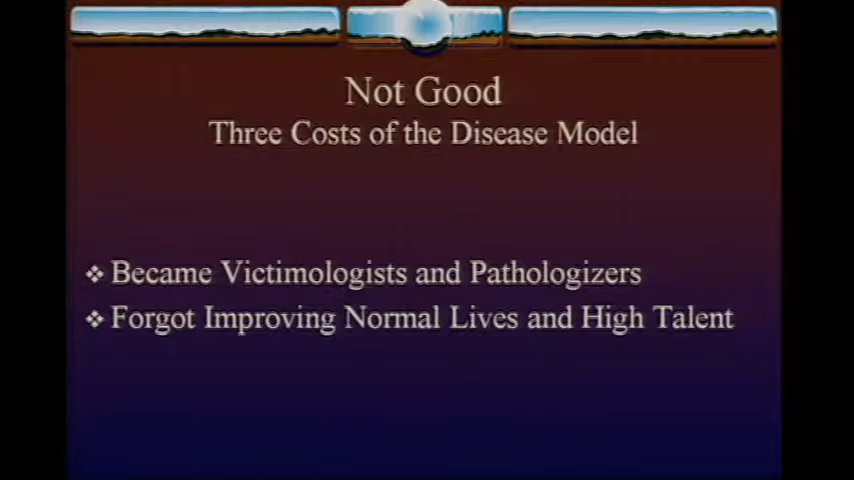 Not Good
Three Costs of the Disease Model
❖ Became Victimologists and Pathologizers
❖ Forgot Improving Normal Lives and High Talent